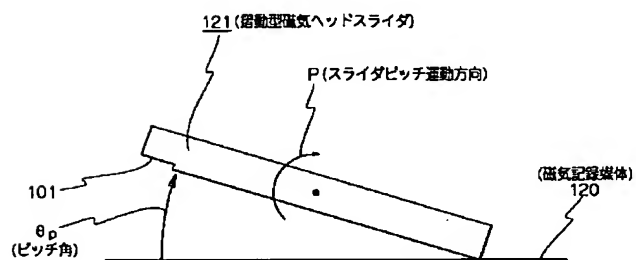 121(摺動型磁気ヘッドスライダ)
P(スライダピッチ運動方向)
(磁気記録媒体)
120
101
θp
(ピッチ角)